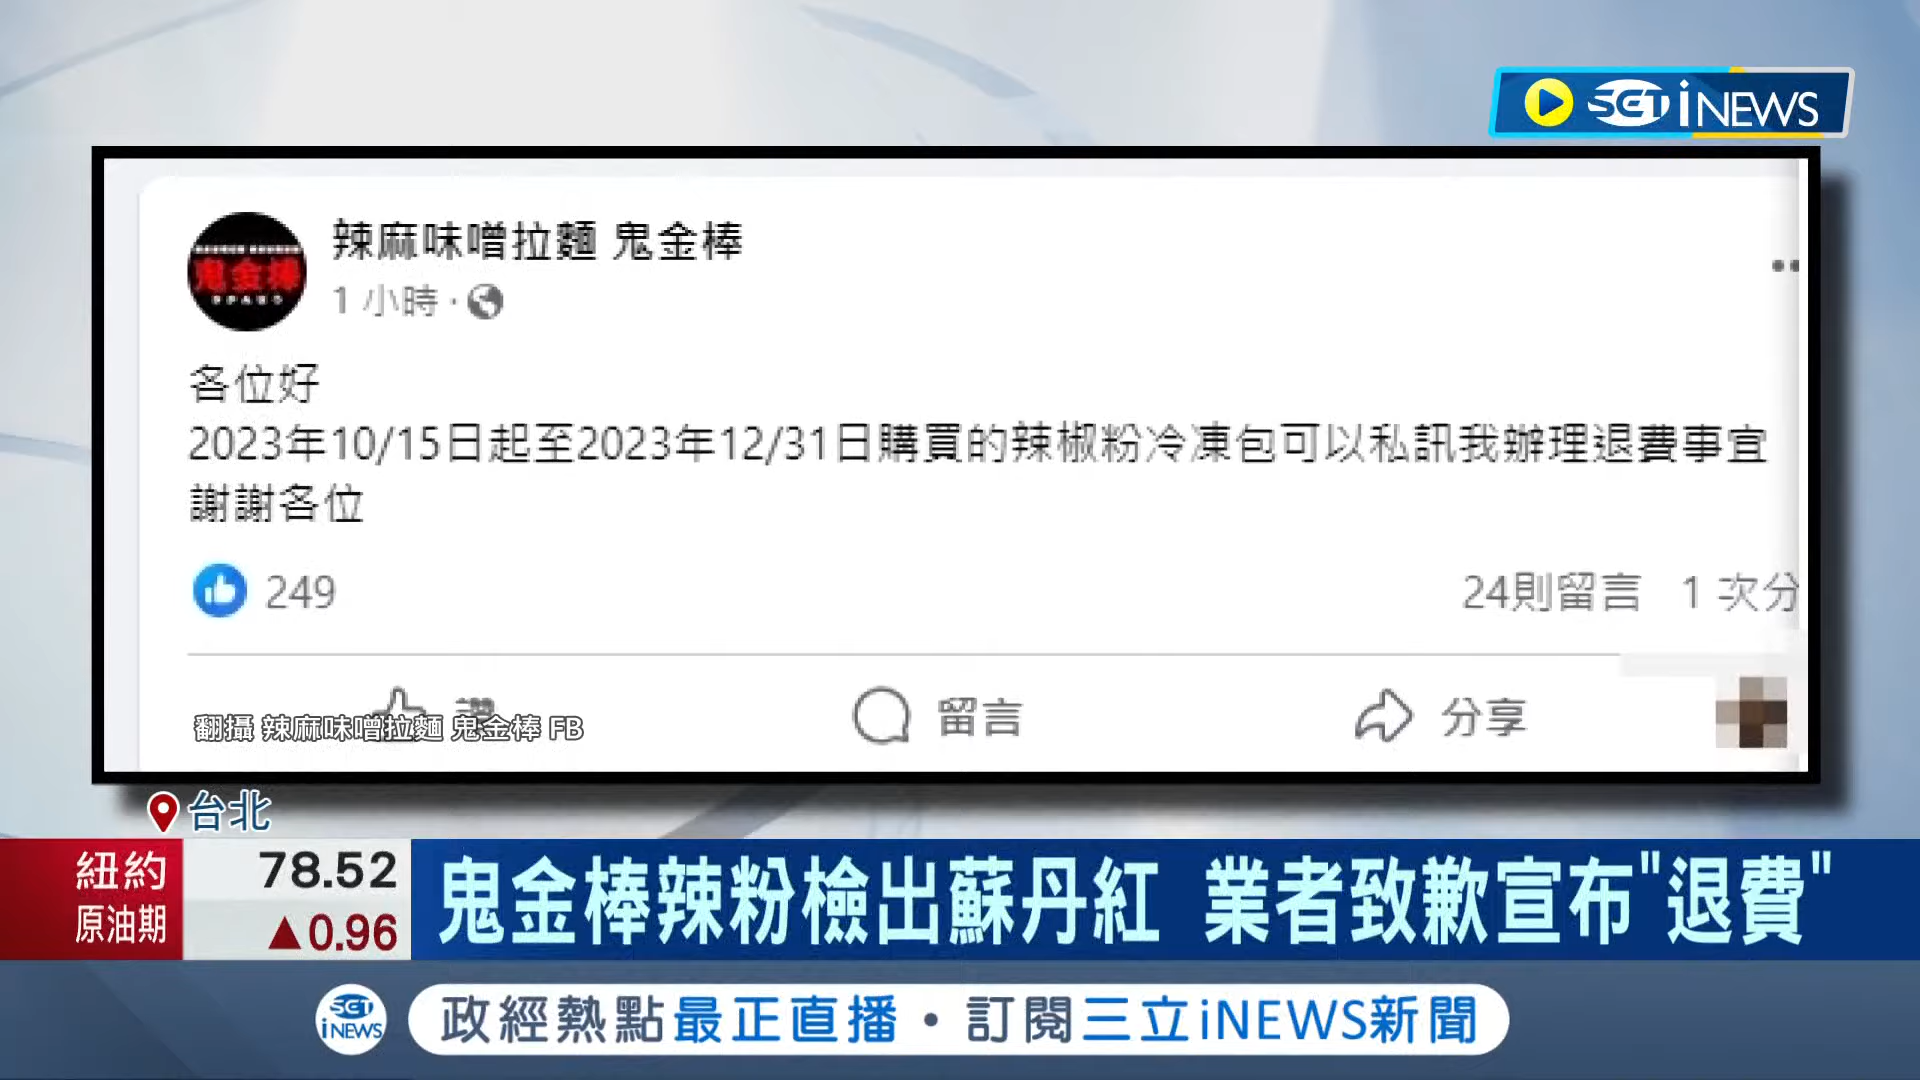 SET iNEWS
辣麻味噌拉麵 鬼金棒
鬼金棒
1 小時 ·
各位好
2023年10/15日起至2023年12/31日購買的辣椒粉冷凍包可以私訊我辦理退費事宜
謝謝各位
249
24則留言 1 次分
讚 留言 分享
翻攝 辣麻味噌拉麵 鬼金棒 FB
台北
紐約
原油期
78.52
▲0.96
鬼金棒辣粉檢出蘇丹紅 業者致歉宣布"退費"
SET iNEWS
政經熱點最正直播・訂閱三立iNEWS新聞